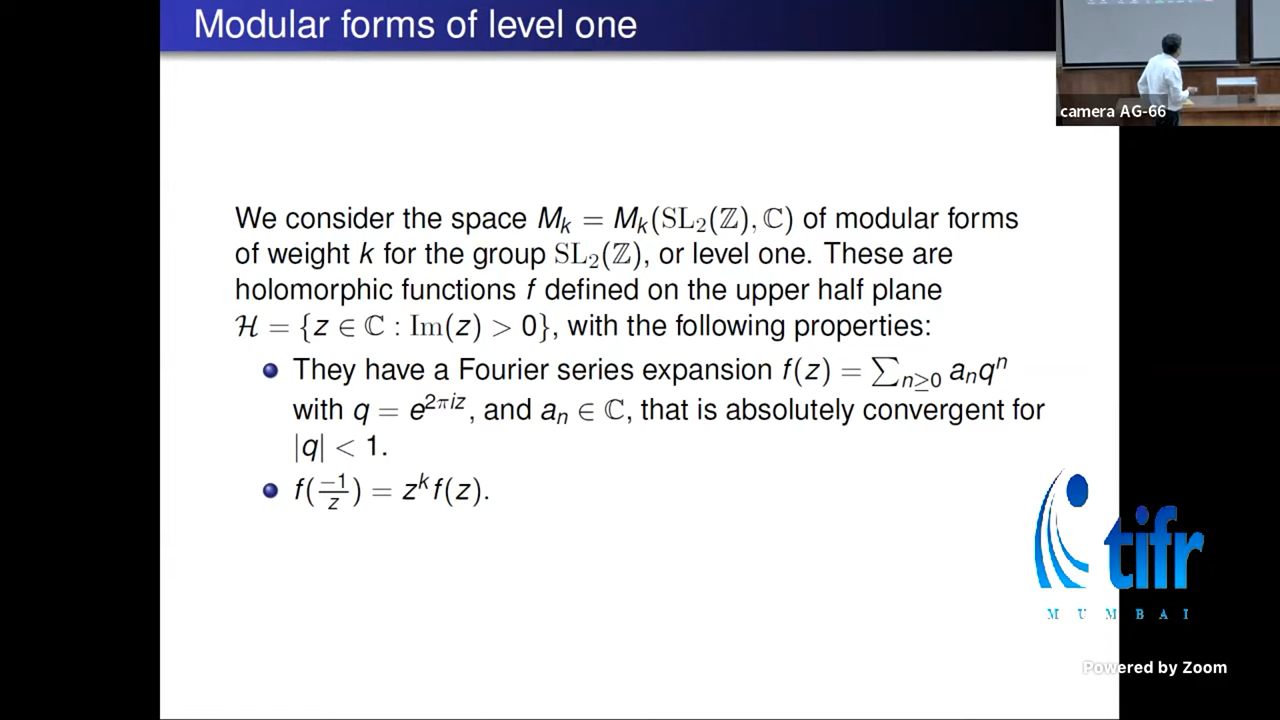 Modular forms of level one
camera AG-66
We consider the space M_k = M_k(SL_2(ℤ), ℂ) of modular forms
of weight k for the group SL_2(ℤ), or level one. These are
holomorphic functions f defined on the upper half plane
ℋ = {z ∈ ℂ : Im(z) > 0}, with the following properties:
They have a Fourier series expansion f(z) = ∑_{n≥0} a_n q^n
with q = e^{2πiz}, and a_n ∈ ℂ, that is absolutely convergent for
|q| < 1.
f(\frac{-1}{z}) = z^k f(z).
tifr
MUMBAI
Powered by Zoom